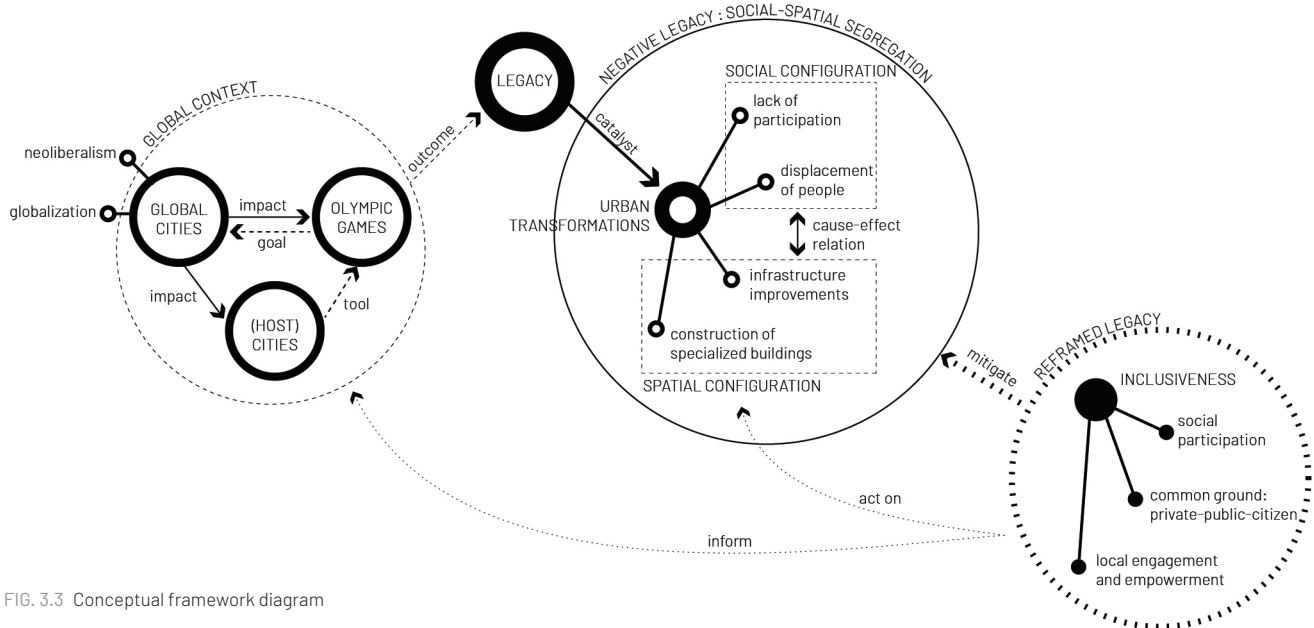 GLOBAL CONTEXT
neoliberalism
globalization
GLOBAL
CITIES
impact
goal
OLYMPIC
GAMES
impact
(HOST)
CITIES
tool
outcome
LEGACY
catalyst
NEGATIVE LEGACY : SOCIAL-SPATIAL SEGREGATION
SOCIAL CONFIGURATION
lack of
participation
displacement
of people
URBAN
TRANSFORMATIONS
cause-effect
relation
infrastructure
improvements
construction of
specialized buildings
SPATIAL CONFIGURATION
mitigate
REFRAMED LEGACY
INCLUSIVENESS
social
participation
common ground:
private-public-citizen
local engagement
and empowerment
act on
inform
FIG. 3.3 Conceptual framework diagram